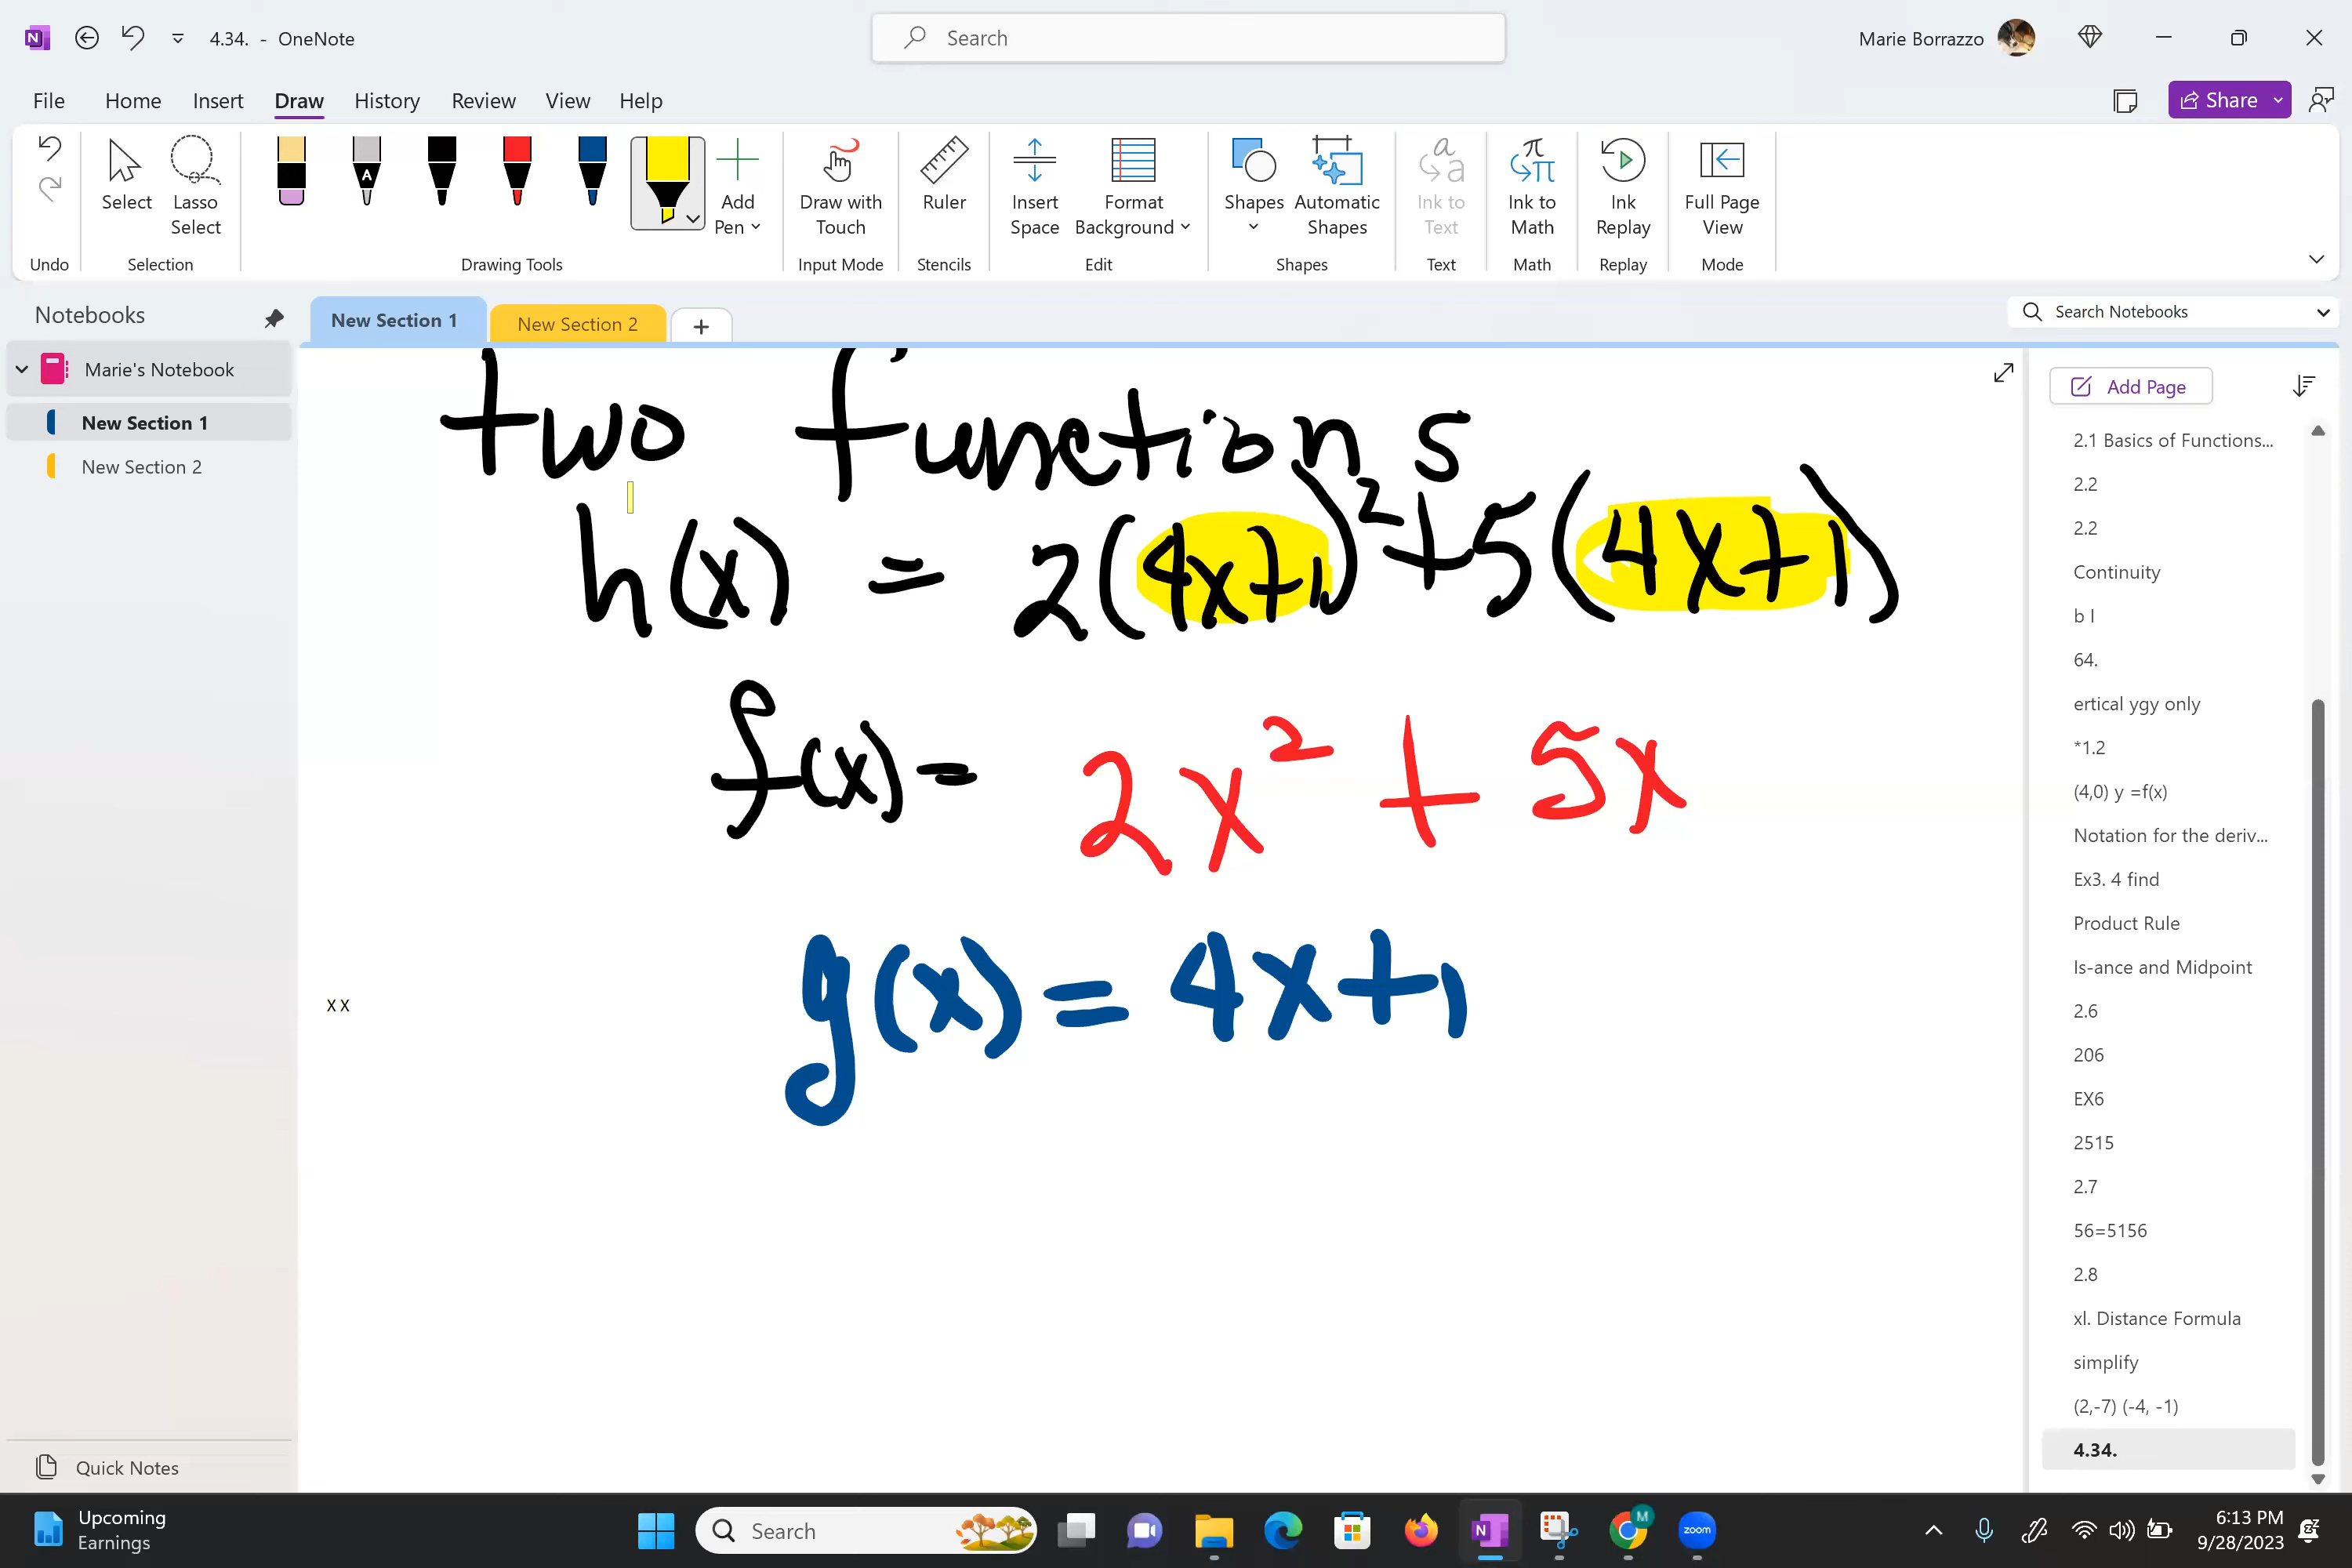 4.34. - OneNote
Search
Marie Borrazzo
File Home Insert Draw History Review View Help
Share
Select
Lasso Select
A
Add Pen
Draw with Touch
Ruler
Insert Space
Format Background
Shapes
Automatic Shapes
Ink to Text
Ink to Math
Ink Replay
Full Page View
Undo Selection Drawing Tools Input Mode Stencils Edit Shapes Text Math Replay Mode
Notebooks
New Section 1
New Section 2
Search Notebooks
Marie's Notebook
New Section 1
New Section 2
Quick Notes
two functions
h(x) = 2(4x+1)²+5(4x+1)
f(x)= 2x² + 5x
g(x)=4x+1
x x
Add Page
2.1 Basics of Functions...
2.2
2.2
Continuity
b I
64.
ertical ygy only
*1.2
(4,0) y =f(x)
Notation for the deriv...
Ex3. 4 find
Product Rule
Is-ance and Midpoint
2.6
206
EX6
2515
2.7
56=5156
2.8
xl. Distance Formula
simplify
(2,-7) (-4, -1)
4.34.
Upcoming
Earnings
Search
M
zoom
6:13 PM
9/28/2023